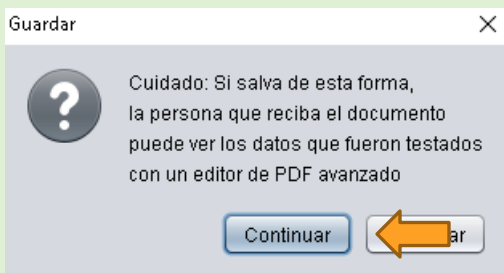 Guardar
Cuidado: Si salva de esta forma,
la persona que reciba el documento
puede ver los datos que fueron testados
con un editor de PDF avanzado
Continuar